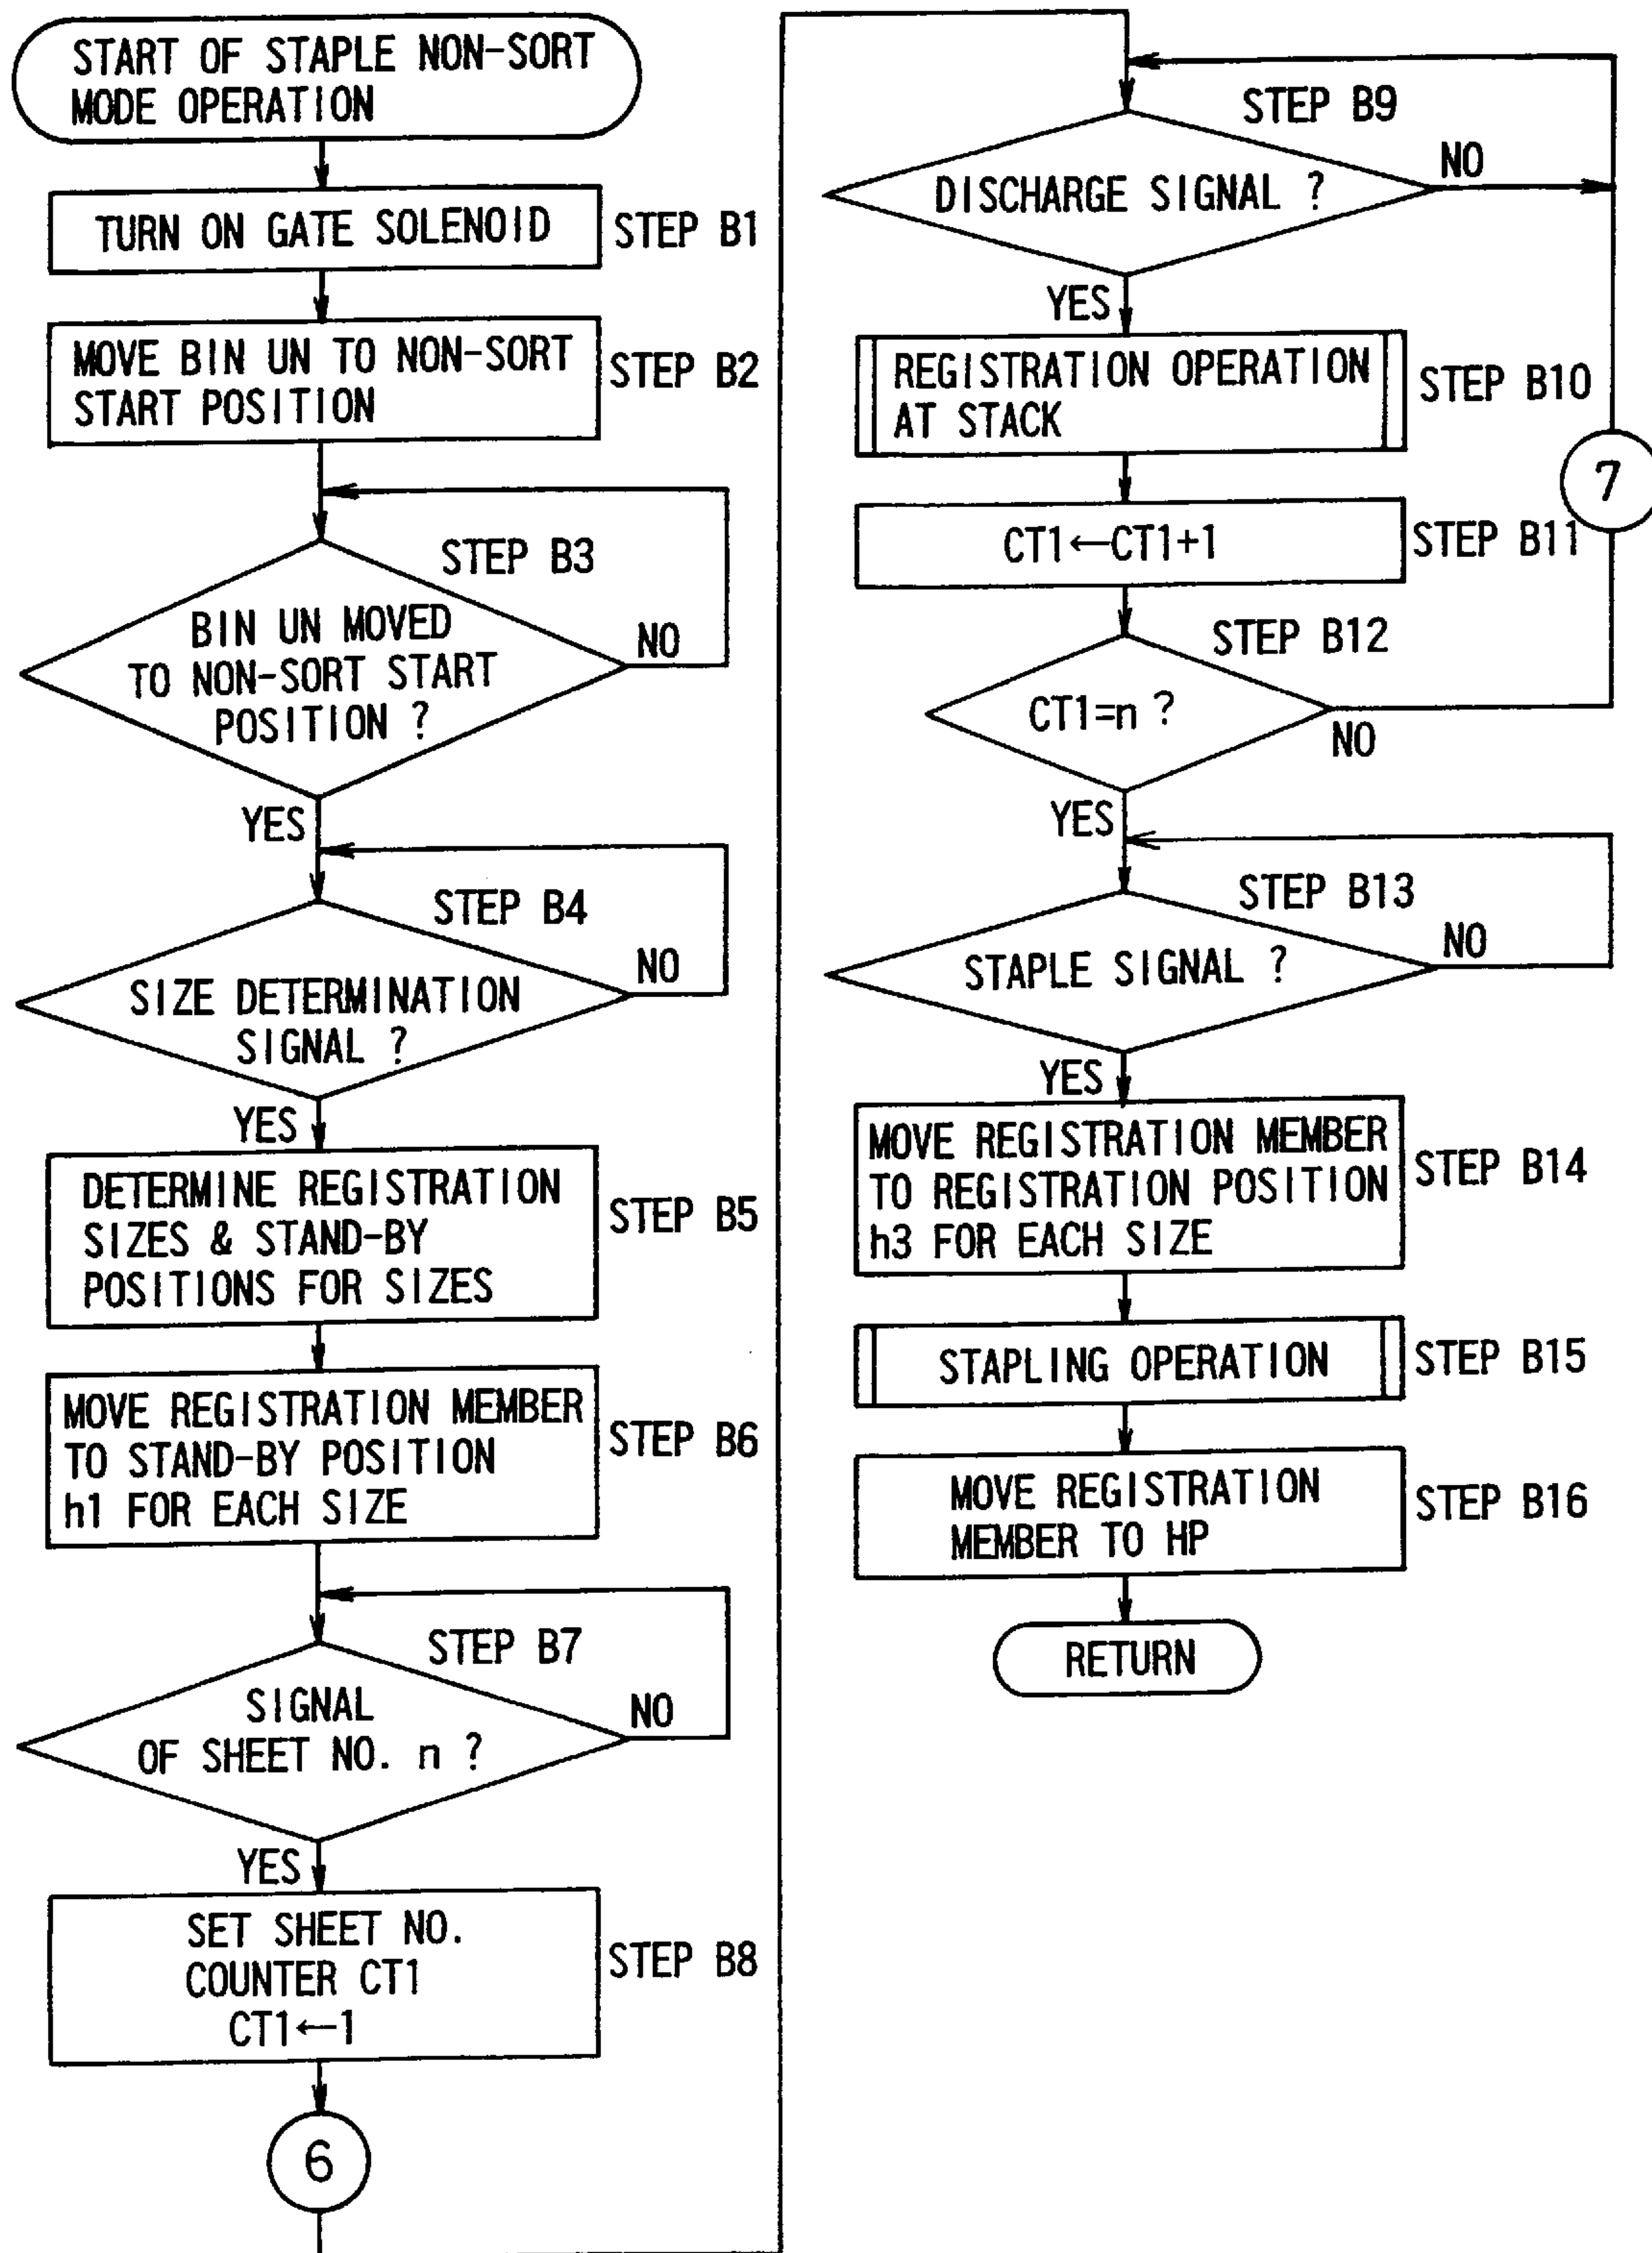 START OF STAPLE NON-SORT
MODE OPERATION
TURN ON GATE SOLENOID
STEP B1
MOVE BIN UN TO NON-SORT
START POSITION
STEP B2
STEP B3
BIN UN MOVED
TO NON-SORT START
POSITION ?
NO
YES
STEP B4
SIZE DETERMINATION
SIGNAL ?
NO
YES
DETERMINE REGISTRATION
SIZES & STAND-BY
POSITIONS FOR SIZES
STEP B5
MOVE REGISTRATION MEMBER
TO STAND-BY POSITION
h1 FOR EACH SIZE
STEP B6
STEP B7
SIGNAL
OF SHEET NO. n ?
NO
YES
SET SHEET NO.
COUNTER CT1
CT1←1
STEP B8
6
STEP B9
DISCHARGE SIGNAL ?
NO
YES
REGISTRATION OPERATION
AT STACK
STEP B10
7
CT1←CT1+1
STEP B11
STEP B12
CT1=n ?
NO
YES
STEP B13
STAPLE SIGNAL ?
NO
YES
MOVE REGISTRATION MEMBER
TO REGISTRATION POSITION
h3 FOR EACH SIZE
STEP B14
STAPLING OPERATION
STEP B15
MOVE REGISTRATION
MEMBER TO HP
STEP B16
RETURN